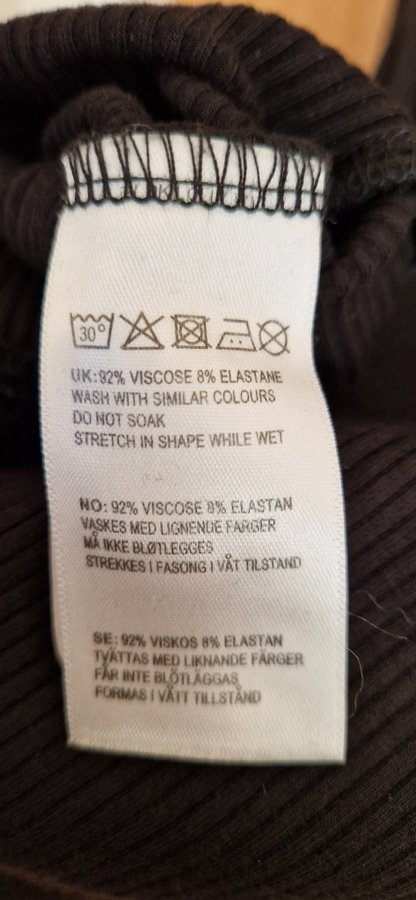 30°
UK: 92% VISCOSE 8% ELASTANE
WASH WITH SIMILAR COLOURS
DO NOT SOAK
STRETCH IN SHAPE WHILE WET
NO: 92% VISCOSE 8% ELASTAN
VASKES MED LIGNENDE FARGER
MÅ IKKE BLØTLEGGES
STREKKES I FASONG I VÅT TILSTAND
SE: 92% VISKOS 8% ELASTAN
TVÄTTAS MED LIKNANDE FÄRGER
FÅR INTE BLÖTLÄGGAS
FORMAS I VÅTT TILLSTÅND